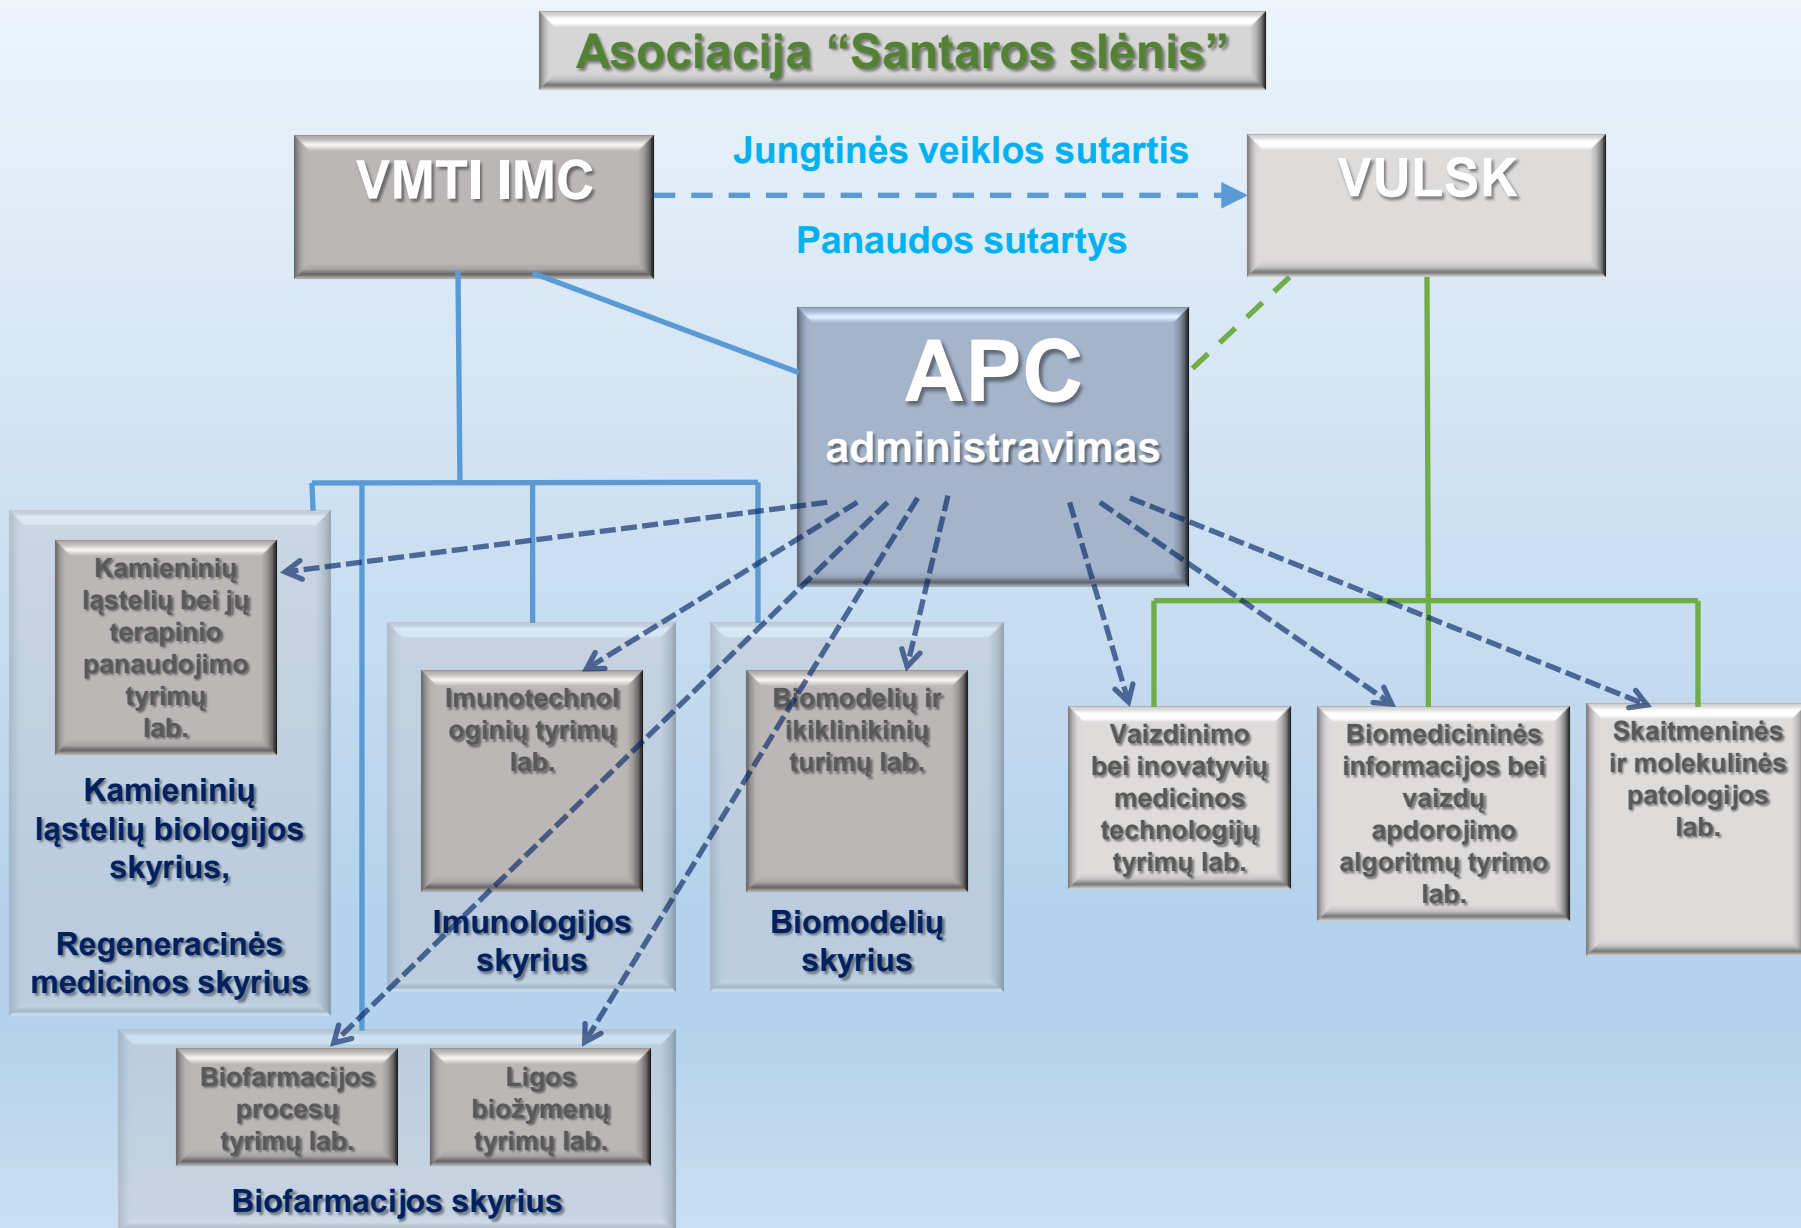 Asociacija “Santaros slėnis”
VMTI IMC
Jungtinės veiklos sutartis
Panaudos sutartys
VULSK
APC
administravimas
Kamieninių
ląstelių bei jų
terapinio
panaudojimo
tyrimų
lab.
Kamieninių
ląstelių biologijos
skyrius,
Regeneracinės
medicinos skyrius
Imunotechnol
oginių tyrimų
lab.
Imunologijos
skyrius
Biomodelių ir
ikiklinikinių
turimų lab.
Biomodelių
skyrius
Vaizdinimo
bei inovatyvių
medicinos
technologijų
tyrimų lab.
Biomedicininės
informacijos bei
vaizdų
apdorojimo
algoritmų tyrimo
lab.
Skaitmeninės
ir molekulinės
patologijos
lab.
Biofarmacijos
procesų
tyrimų lab.
Ligos
biožymenų
tyrimų lab.
Biofarmacijos skyrius